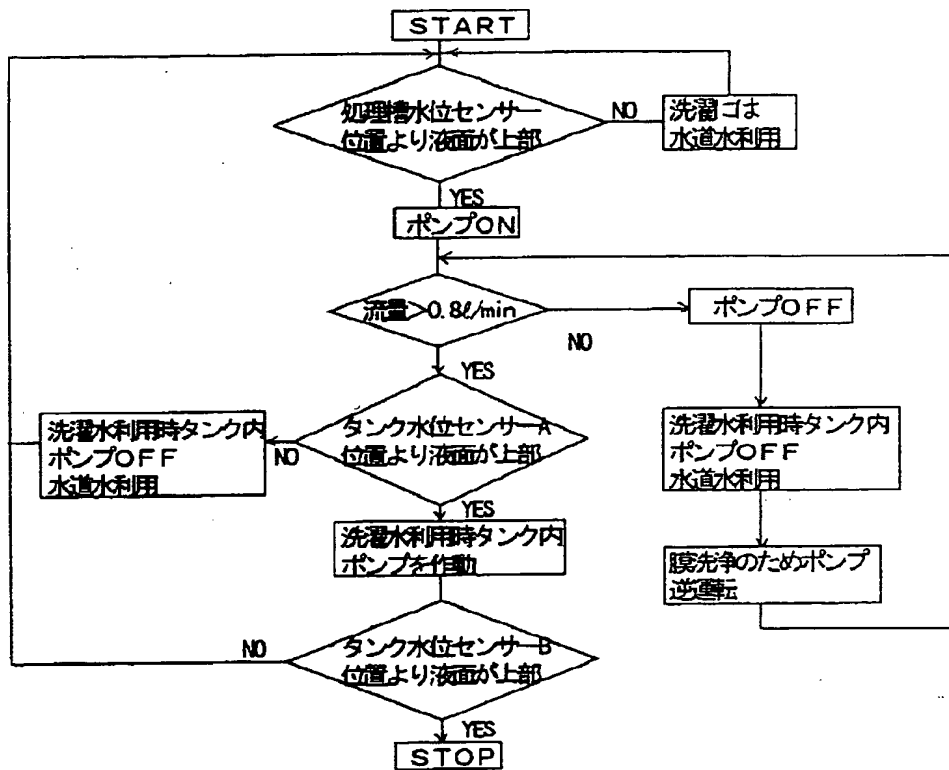 START
処理槽水位センサー
位置より液面が上部
NO
洗濯には
水道水利用
YES
ポンプON
流量>0.8ℓ/min
NO
ポンプOFF
YES
タンク水位センサーA
位置より液面が上部
NO
洗濯水利用時タンク内
ポンプOFF
水道水利用
洗濯水利用時タンク内
ポンプOFF
水道水利用
YES
洗濯水利用時タンク内
ポンプを作動
膜洗浄のためポンプ
逆運転
タンク水位センサーB
位置より液面が上部
NO
YES
STOP